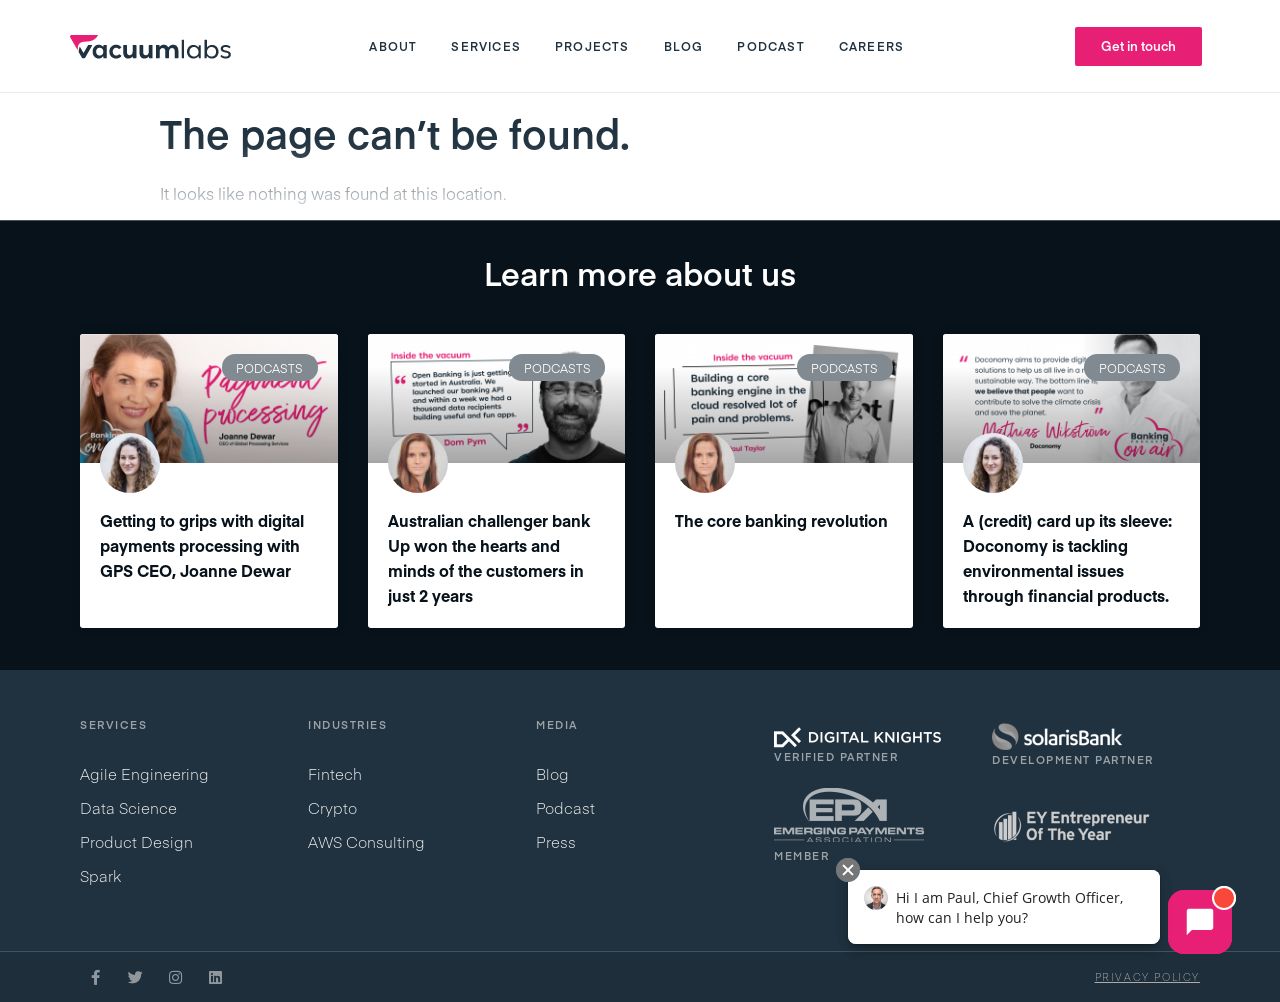 vacuumlabs
ABOUT
SERVICES
PROJECTS
BLOG
PODCAST
CAREERS
Get in touch
The page can't be found.
It looks like nothing was found at this location.
Learn more about us
PODCASTS
Payment
processing
Joanne Dewar
CEO of Global Processing Services
Banking
on air
Getting to grips with digital
payments processing with
GPS CEO, Joanne Dewar
PODCASTS
Inside the vacuum
Open Banking is just getting
started in Australia. We
launched our banking API
and within a week we had a
thousand data recipients
building useful and fun apps.
Dom Pym
Australian challenger bank
Up won the hearts and
minds of the customers in
just 2 years
PODCASTS
Inside the vacuum
Building a core
banking engine in the
cloud resolved lot of
pain and problems.
Paul Taylor
The core banking revolution
PODCASTS
Doconomy aims to provide
solutions to help us all live in a
sustainable way. The bottom line
we believe that people want to
contribute to solve the climate crisis
and save the planet.
Mathias Wikström
Doconomy
Banking
on air
A (credit) card up its sleeve:
Doconomy is tackling
environmental issues
through financial products.
SERVICES
Agile Engineering
Data Science
Product Design
Spark
INDUSTRIES
Fintech
Crypto
AWS Consulting
MEDIA
Blog
Podcast
Press
DIGITAL KNIGHTS
VERIFIED PARTNER
solarisBank
DEVELOPMENT PARTNER
EPA
EMERGING PAYMENTS
ASSOCIATION
MEMBER
EY Entrepreneur
Of The Year
Hi I am Paul, Chief Growth Officer,
how can I help you?
PRIVACY POLICY